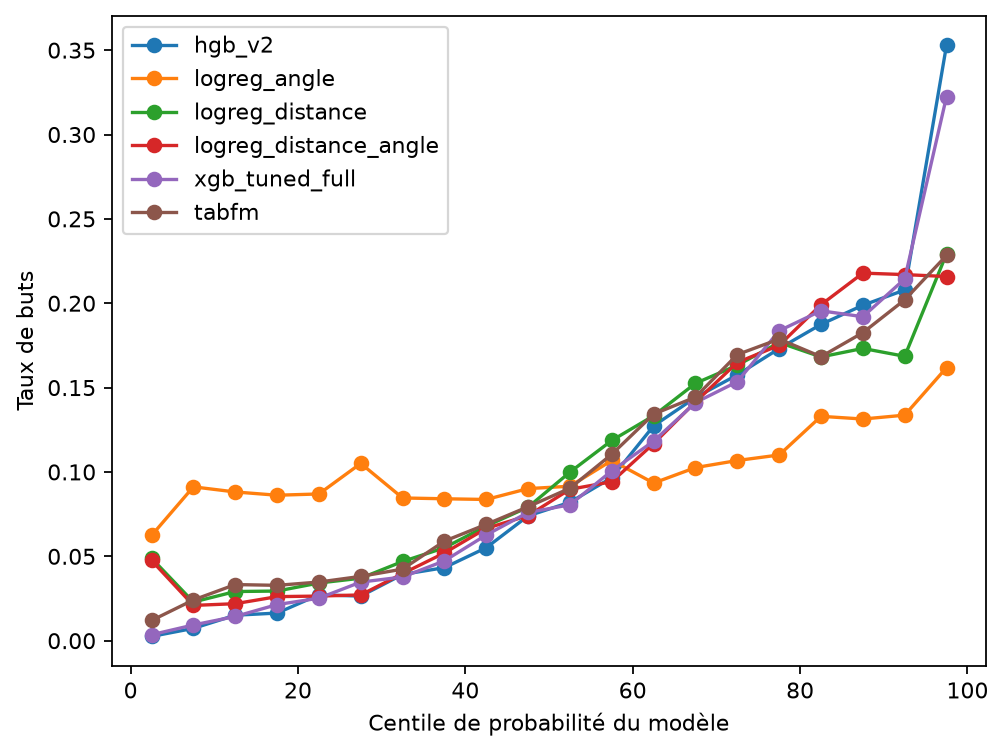 hgb_v2
logreg_angle
logreg_distance
logreg_distance_angle
xgb_tuned_full
tabfm
0.35
0.30
0.25
0.20
0.15
0.10
0.05
0.00
Taux de buts
0 20 40 60 80 100
Centile de probabilité du modèle